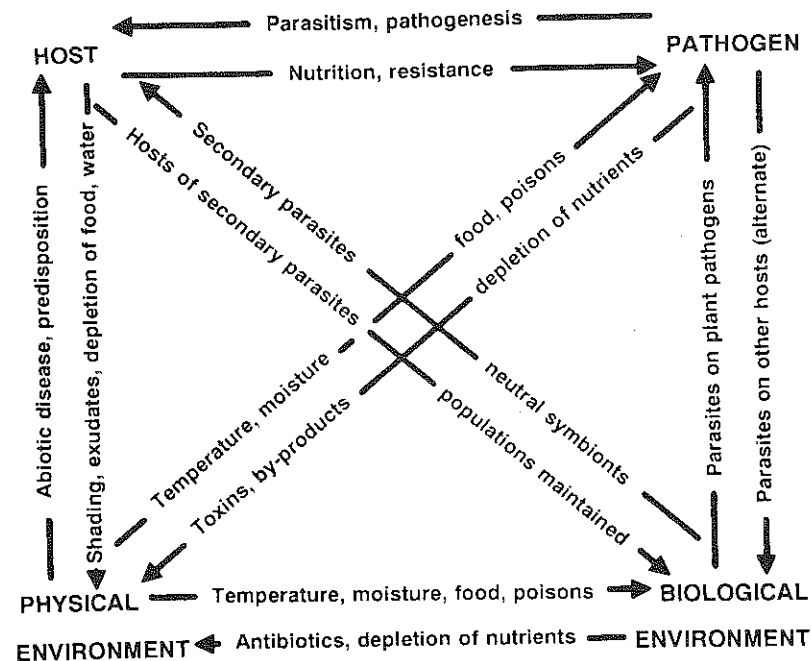 Parasitism, pathogenesis
HOST
PATHOGEN
Nutrition, resistance
Abiotic disease, predisposition
Shading, exudates, depletion of food, water
Hosts of secondary parasites
populations maintained
Secondary parasites
neutral symbionts
Temperature, moisture
food, poisons
Toxins, by-products
depletion of nutrients
Parasites on plant pathogens
Parasites on other hosts (alternate)
PHYSICAL
Temperature, moisture, food, poisons
BIOLOGICAL
ENVIRONMENT
Antibiotics, depletion of nutrients
ENVIRONMENT